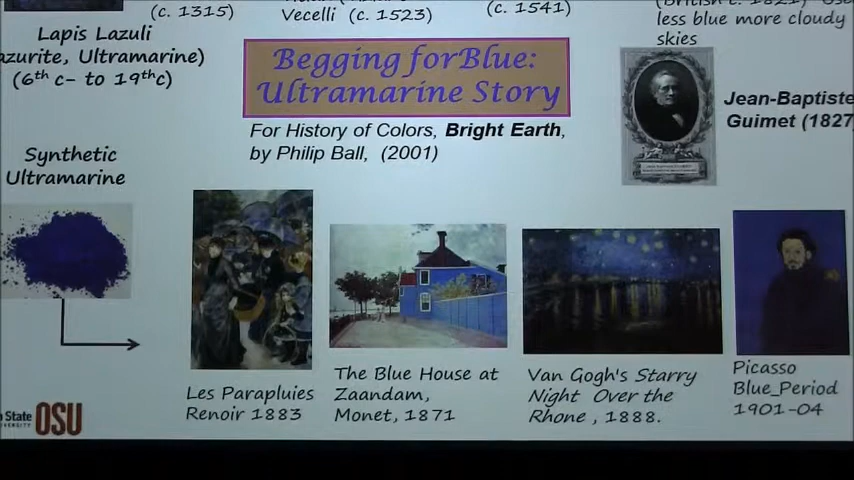 (c. 1315)
Vecelli (c. 1523)
(c. 1541)
less blue more cloudy
skies
Lapis Lazuli
azurite, Ultramarine)
(6th c- to 19thc)
Begging forBlue:
Ultramarine Story
For History of Colors, Bright Earth,
by Philip Ball, (2001)
Jean-Baptiste
Guimet (1827
Synthetic
Ultramarine
Les Parapluies
Renoir 1883
The Blue House at
Zaandam,
Monet, 1871
Van Gogh's Starry
Night Over the
Rhone , 1888.
Picasso
Blue_Period
1901-04
State
OSU